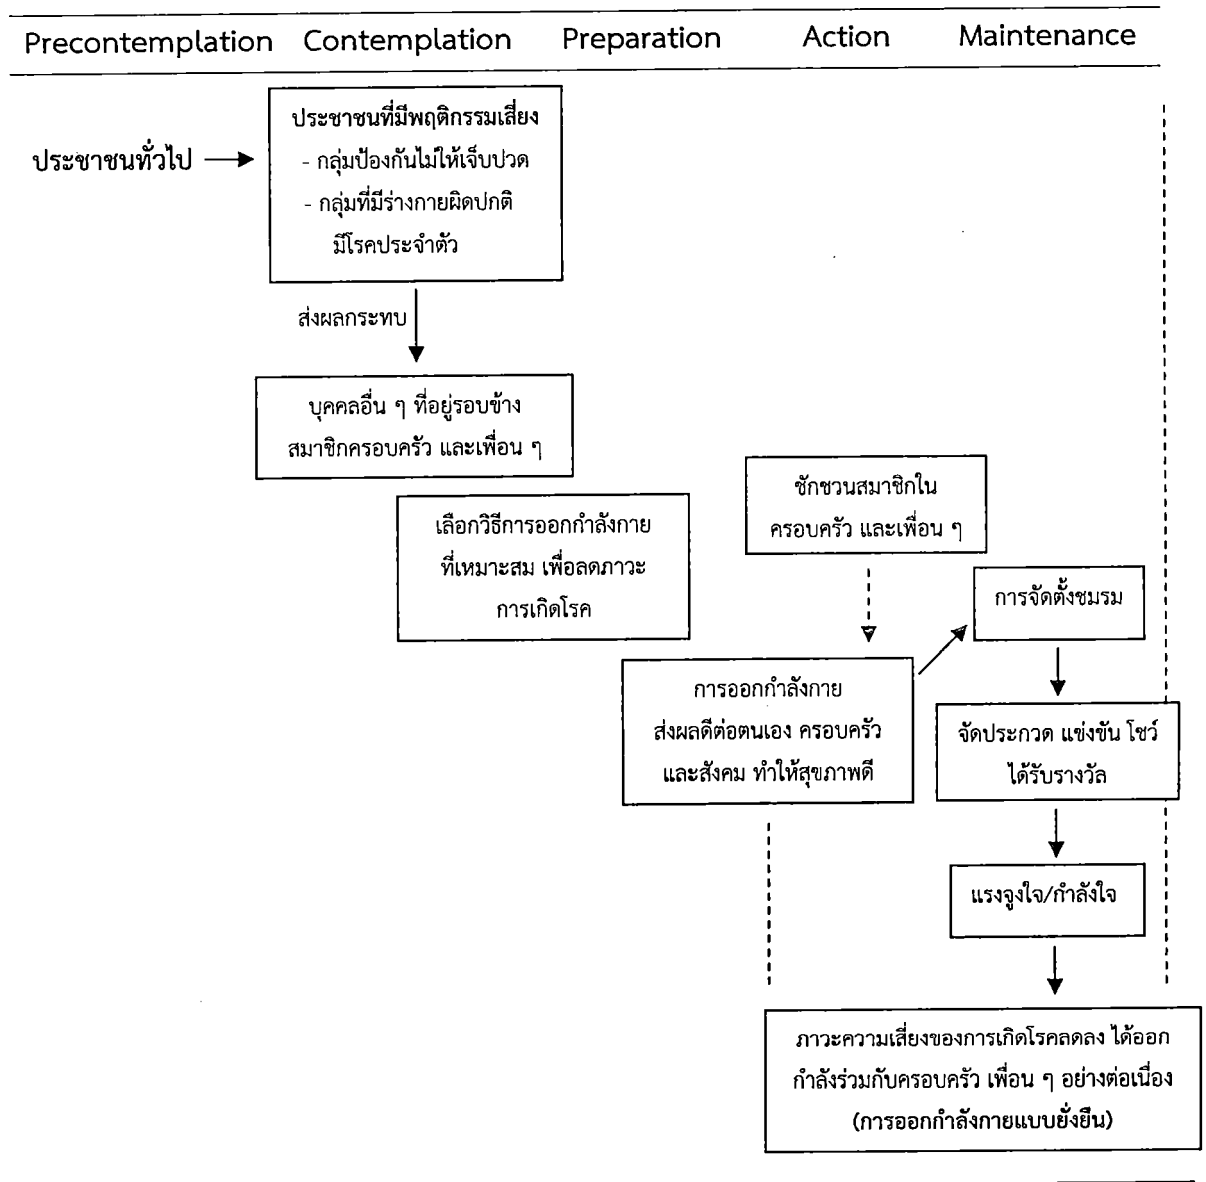 Precontemplation Contemplation Preparation Action Maintenance
ประชาชนทั่วไป
ประชาชนที่มีพฤติกรรมเสี่ยง
- กลุ่มป้องกันไม่ให้เจ็บปวด
- กลุ่มที่มีร่างกายผิดปกติ
มีโรคประจำตัว
ส่งผลกระทบ
บุคคลอื่น ๆ ที่อยู่รอบข้าง
สมาชิกครอบครัว และเพื่อน ๆ
เลือกวิธีการออกกำลังกาย
ที่เหมาะสม เพื่อลดภาวะ
การเกิดโรค
ชักชวนสมาชิกใน
ครอบครัว และเพื่อน ๆ
การออกกำลังกาย
ส่งผลดีต่อตนเอง ครอบครัว
และสังคม ทำให้สุขภาพดี
การจัดตั้งชมรม
จัดประกวด แข่งขัน โชว์
ได้รับรางวัล
แรงจูงใจ/กำลังใจ
ภาวะความเสี่ยงของการเกิดโรคลดลง ได้ออก
กำลังร่วมกับครอบครัว เพื่อน ๆ อย่างต่อเนื่อง
(การออกกำลังกายแบบยั่งยืน)